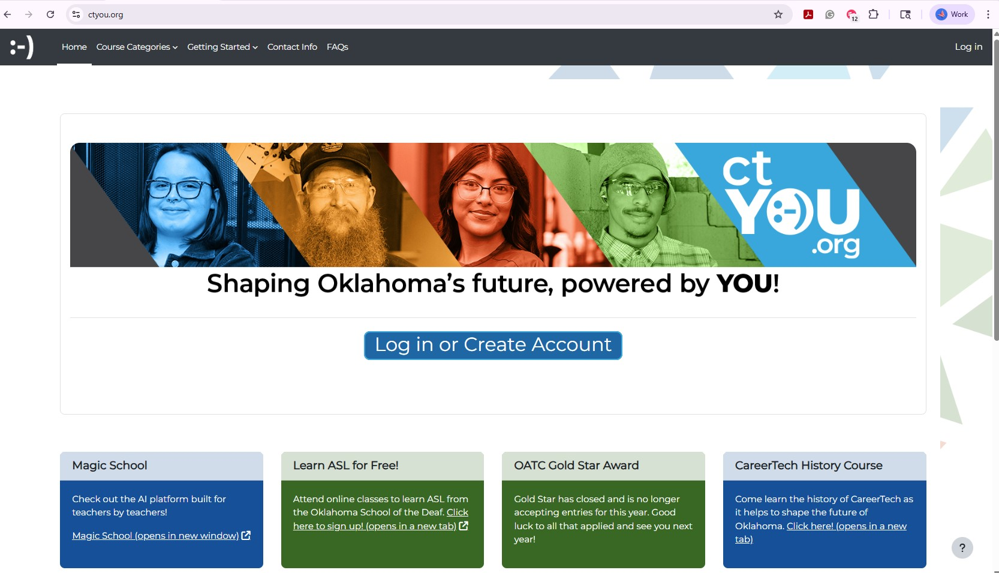 ctyou.org
12
Work
:-)
Home
Course Categories
Getting Started
Contact Info
FAQs
Log in
ct
YOU
.org
Shaping Oklahoma's future, powered by YOU!
Log in or Create Account
Magic School
Check out the AI platform built for
teachers by teachers!
Magic School (opens in new window)
Learn ASL for Free!
Attend online classes to learn ASL from
the Oklahoma School of the Deaf. Click
here to sign up! (opens in a new tab)
OATC Gold Star Award
Gold Star has closed and is no longer
accepting entries for this year. Good
luck to all that applied and see you next
year!
CareerTech History Course
Come learn the history of CareerTech as
it helps to shape the future of
Oklahoma. Click here! (opens in a new
tab)
?